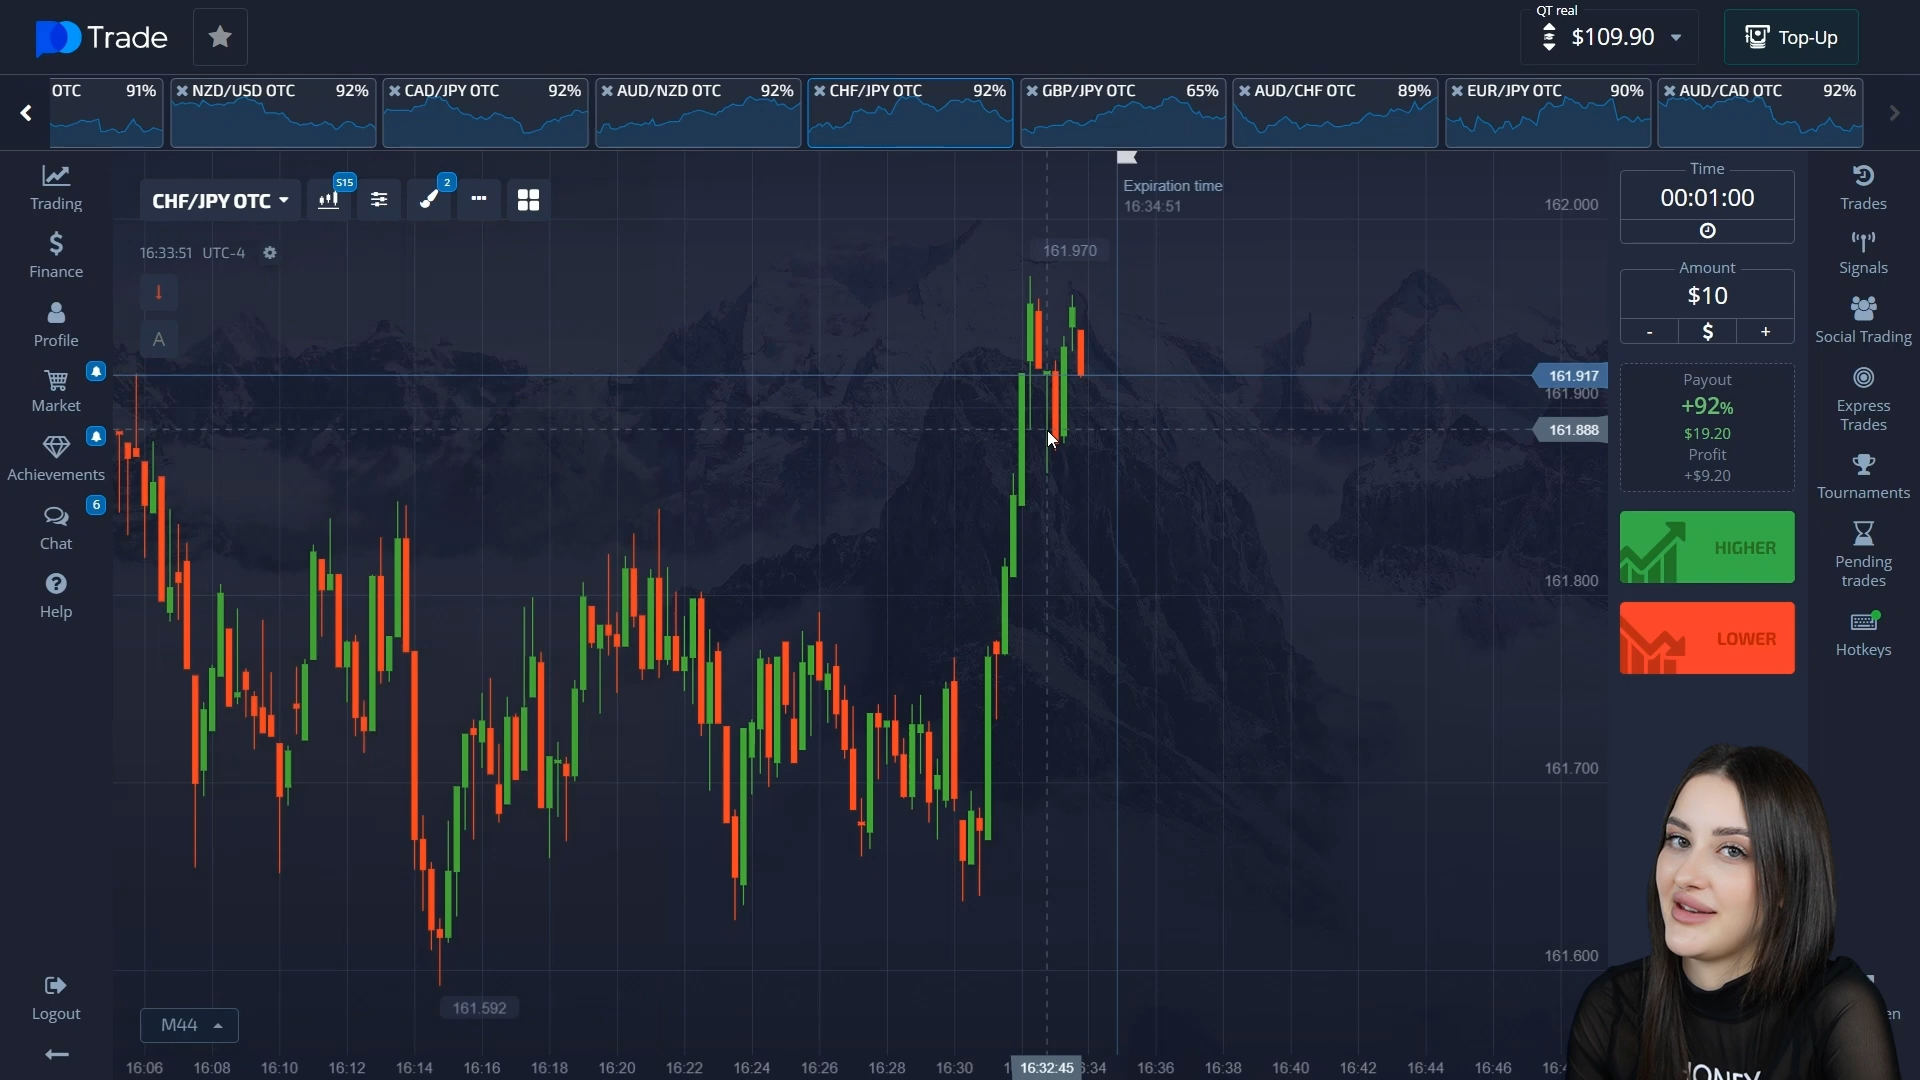 Trade
QT real
$109.90
Top-Up
OTC 91%
NZD/USD OTC 92%
CAD/JPY OTC 92%
AUD/NZD OTC 92%
CHF/JPY OTC 92%
GBP/JPY OTC 65%
AUD/CHF OTC 89%
EUR/JPY OTC 90%
AUD/CAD OTC 92%
Trading
Finance
Profile
Market
Achievements
6
Chat
Help
Logout
CHF/JPY OTC
S15
2
16:33:51 UTC-4
A
Expiration time
16:34:51
161.970
162.000
161.917
161.900
161.888
161.800
161.700
161.600
161.592
M44
16:06 16:08 16:10 16:12 16:14 16:16 16:18 16:20 16:22 16:24 16:26 16:28 16:30 16:32:45 :34 16:36 16:38 16:40 16:42 16:44 16:46
Time
00:01:00
Amount
$10
- $ +
Payout
+92%
$19.20
Profit
+$9.20
HIGHER
LOWER
Trades
Signals
Social Trading
Express
Trades
Tournaments
Pending
trades
Hotkeys
en